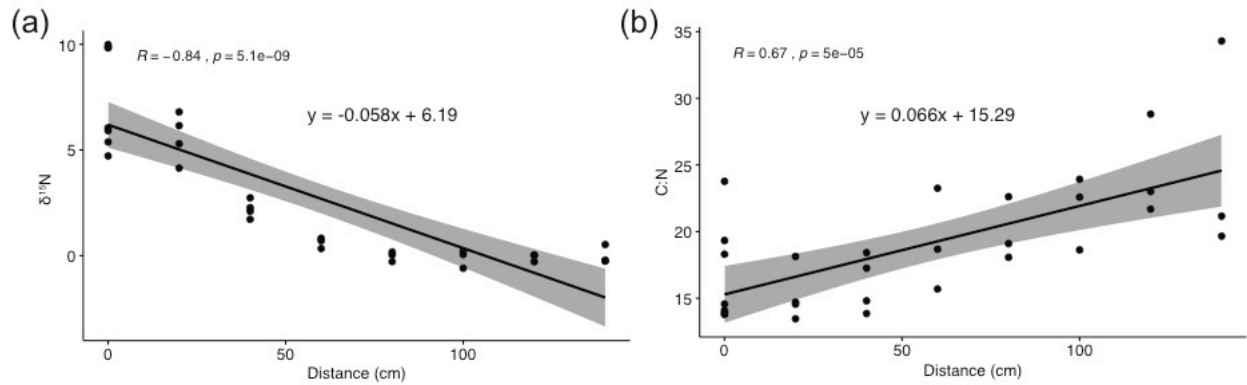 (a)
R = −0.84 , p = 5.1e−09
y = -0.058x + 6.19
10
5
0
δ¹⁵N
0 50 100
Distance (cm)
(b)
R = 0.67 , p = 5e−05
y = 0.066x + 15.29
35
30
25
20
15
C:N
0 50 100
Distance (cm)